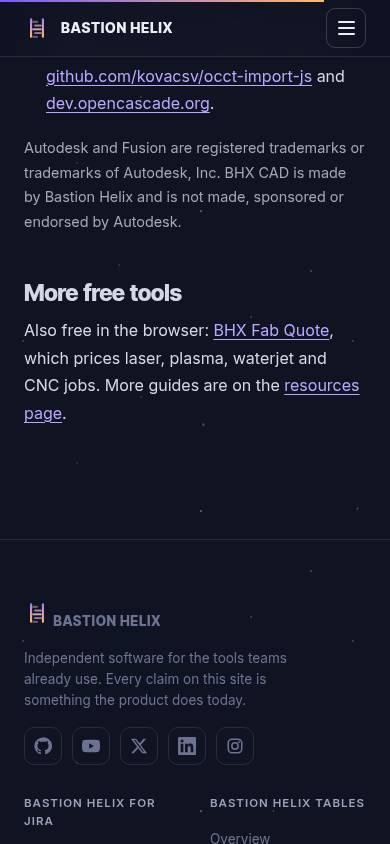 BASTION HELIX
github.com/kovacsv/occt-import-js and
dev.opencascade.org.
Autodesk and Fusion are registered trademarks or
trademarks of Autodesk, Inc. BHX CAD is made
by Bastion Helix and is not made, sponsored or
endorsed by Autodesk.
More free tools
Also free in the browser: BHX Fab Quote,
which prices laser, plasma, waterjet and
CNC jobs. More guides are on the resources
page.
BASTION HELIX
Independent software for the tools teams
already use. Every claim on this site is
something the product does today.
BASTION HELIX FOR
JIRA
BASTION HELIX TABLES
Overview